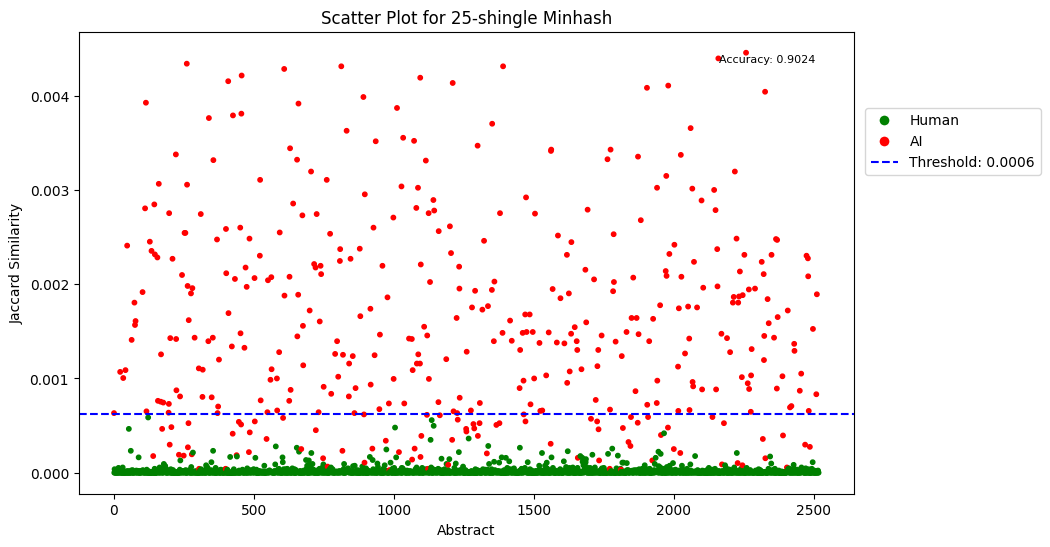 Scatter Plot for 25-shingle Minhash
Accuracy: 0.9024
Human
AI
Threshold: 0.0006
Jaccard Similarity
0.004
0.003
0.002
0.001
0.000
0
500
1000
1500
2000
2500
Abstract